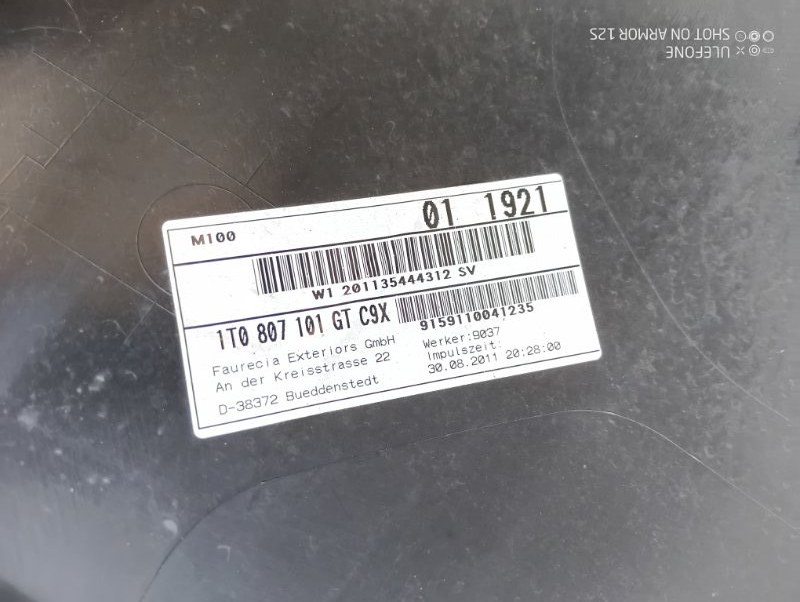 ULEFONE
SHOT ON ARMOR 12S
M100
01 1921
W1 201135444312 SV
1T0 807 101 GT C9X
9159110041235
Faurecia Exteriors GmbH
An der Kreisstrasse 22
D-38372 Bueddenstedt
Werker:9037
Impulszeit:
30.08.2011 20:28:00